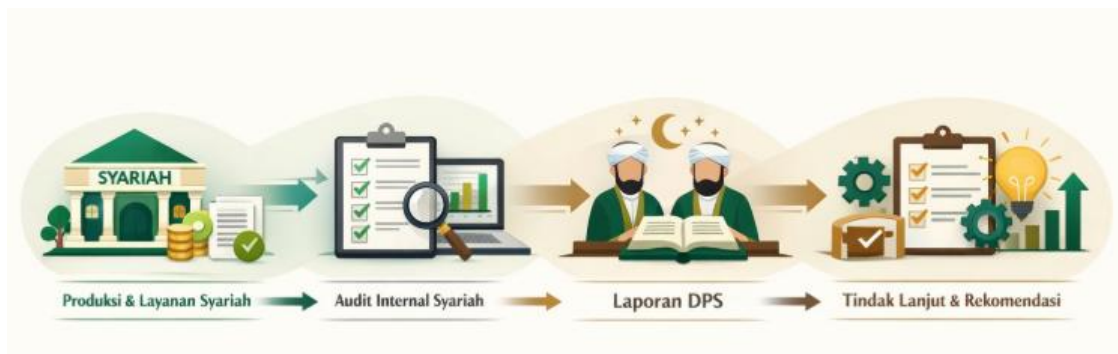 SYARIAH
Produksi & Layanan Syariah
Audit Internal Syariah
Laporan DPS
Tindak Lanjut & Rekomendasi